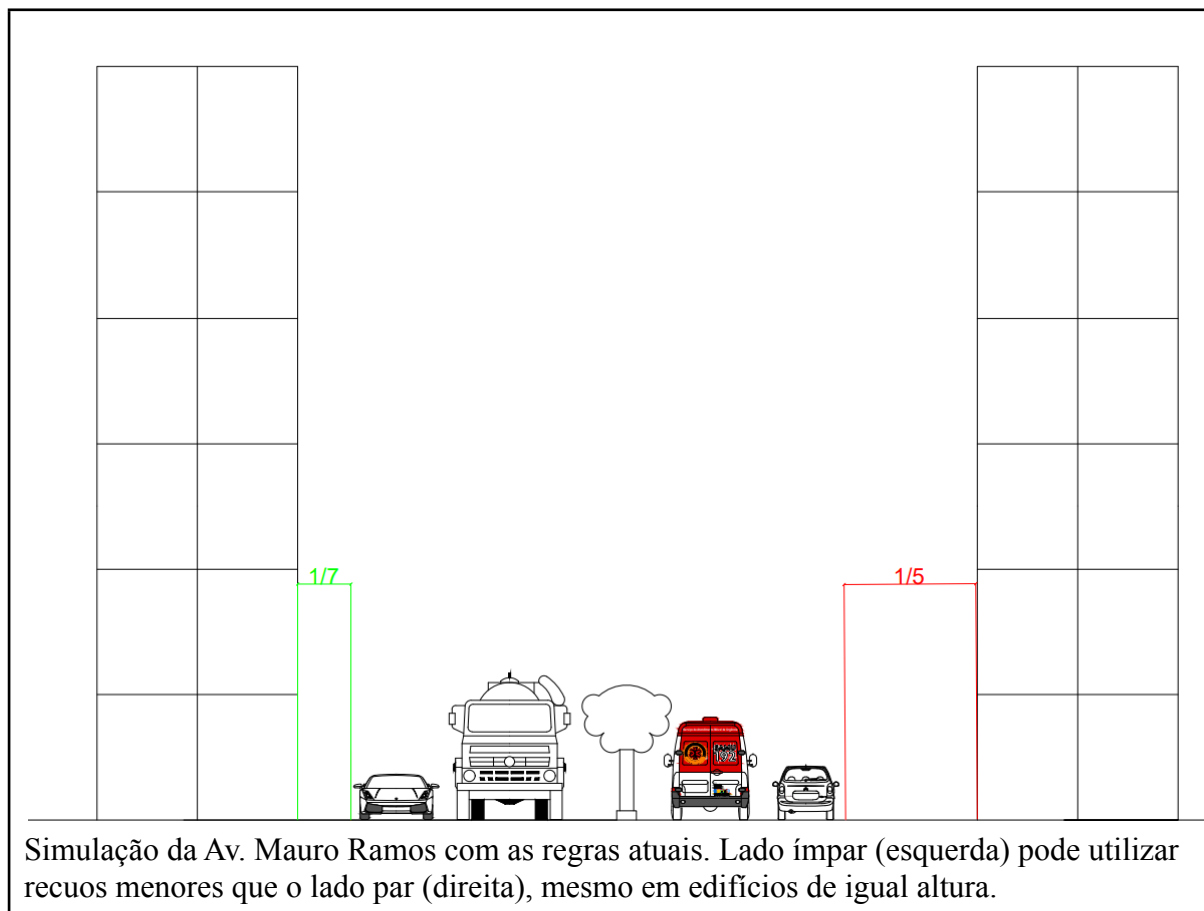 1/7
1/5
192
Simulação da Av. Mauro Ramos com as regras atuais. Lado ímpar (esquerda) pode utilizar
recuos menores que o lado par (direita), mesmo em edifícios de igual altura.